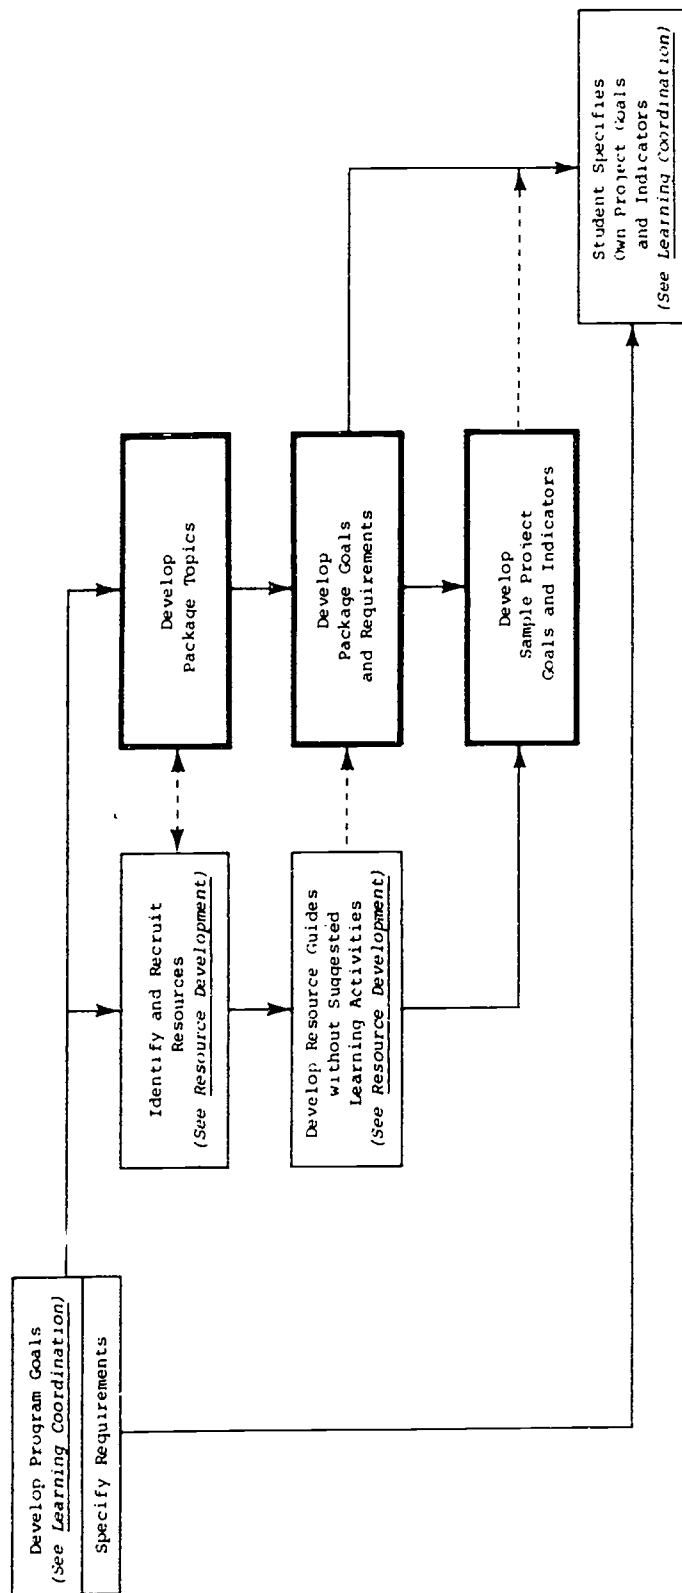 Develop Program Goals
(See Learning Coordination)
Specify Requirements
Identify and Recruit
Resources
(See Resource Development)
Develop Resource Guides
without Suggested
Learning Activities
(See Resource Development)
Develop
Package Topics
Develop
Package Goals
and Requirements
Develop
Sample Project
Goals and Indicators
Student Specifies
Own Project Goals
and Indicators
(See Learning Coordination)